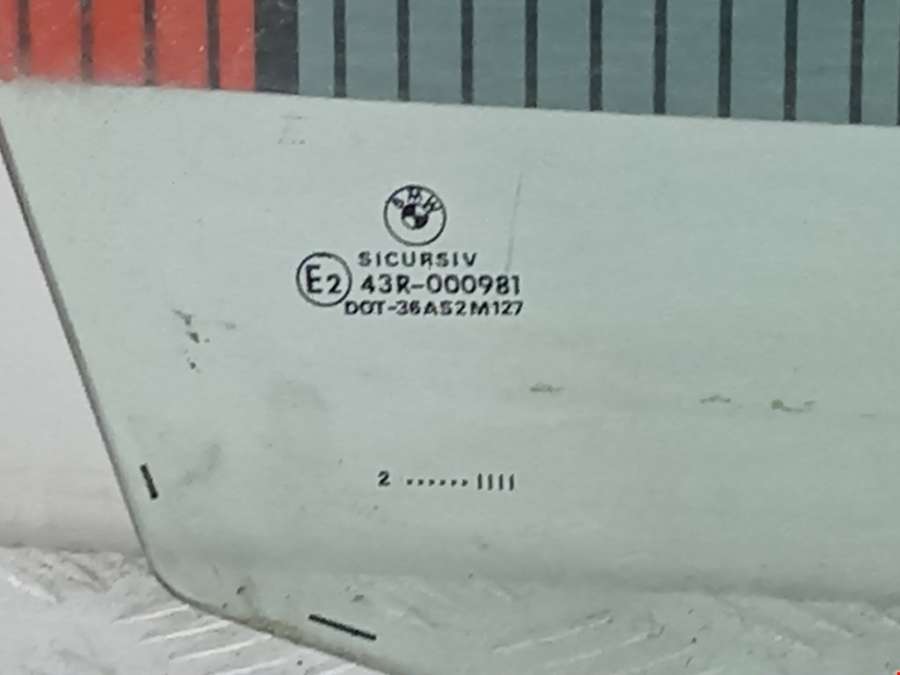 BMW
SICURSIV
E2 43R-000981
DOT-36AS2M127
2 ......IIII